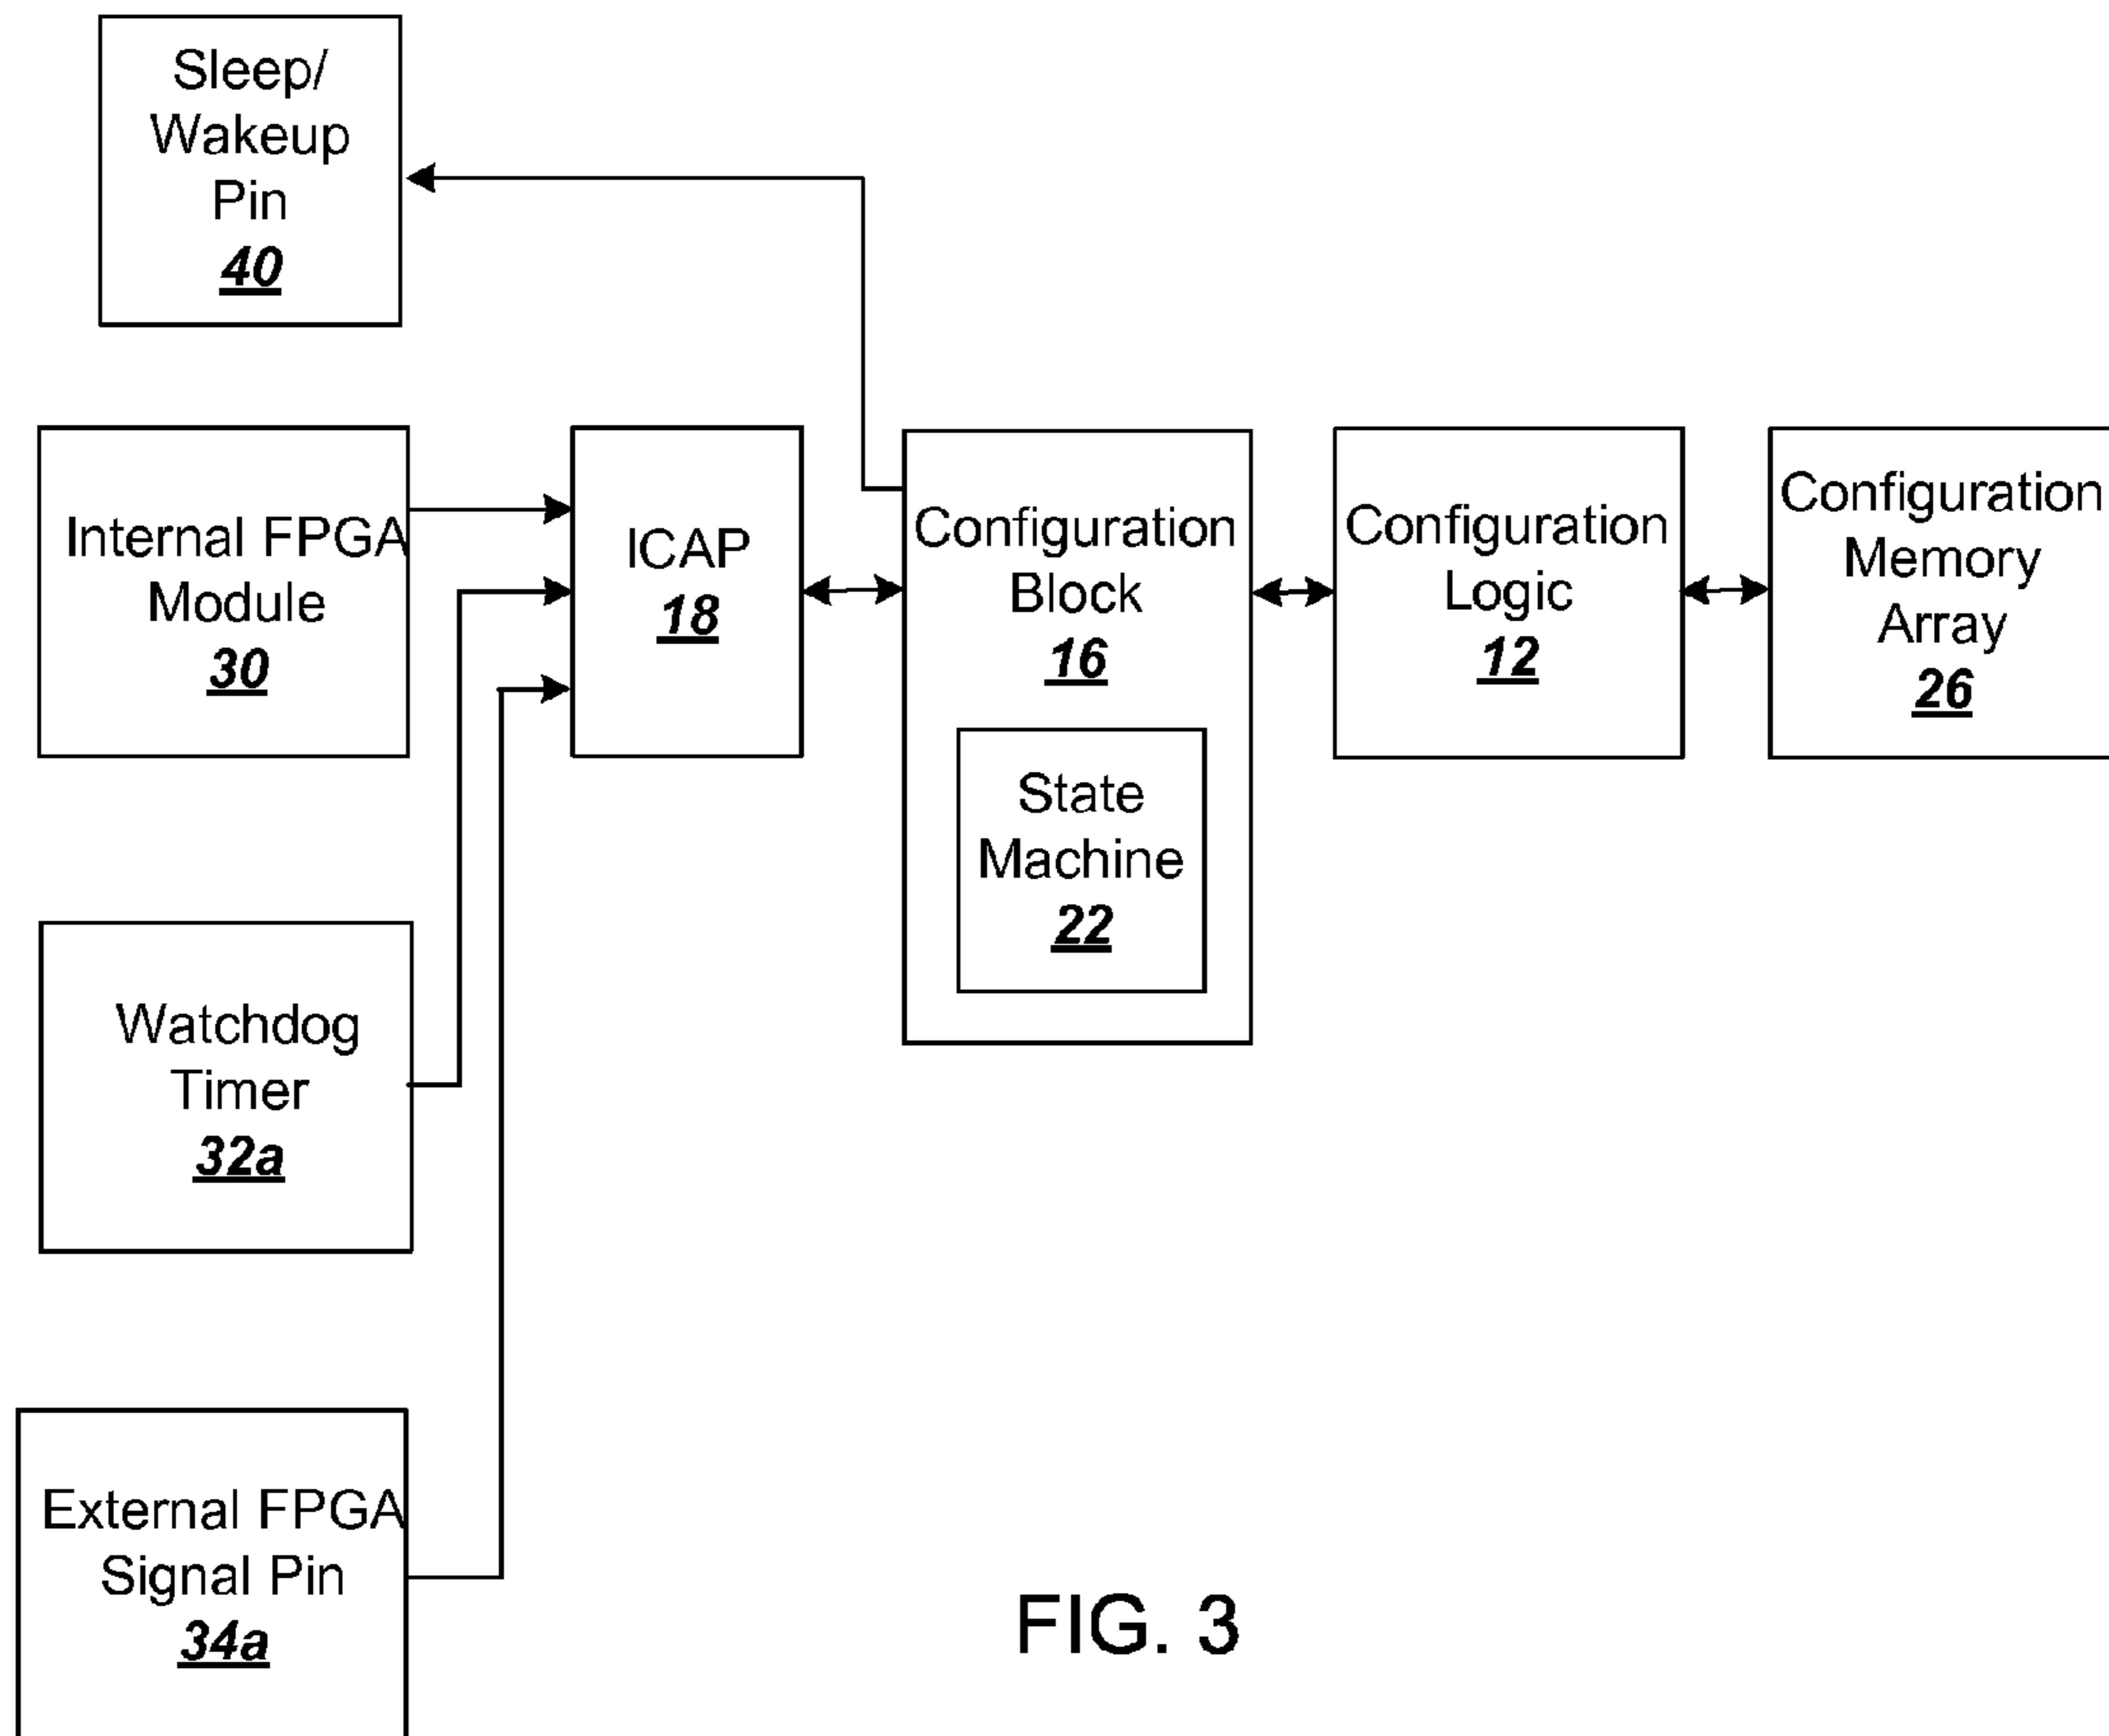 Sleep/
Wakeup
Pin
40
Internal FPGA
Module
30
ICAP
18
Configuration
Block
16
State
Machine
22
Configuration
Logic
12
Configuration
Memory
Array
26
Watchdog
Timer
32a
External FPGA
Signal Pin
34a
FIG. 3